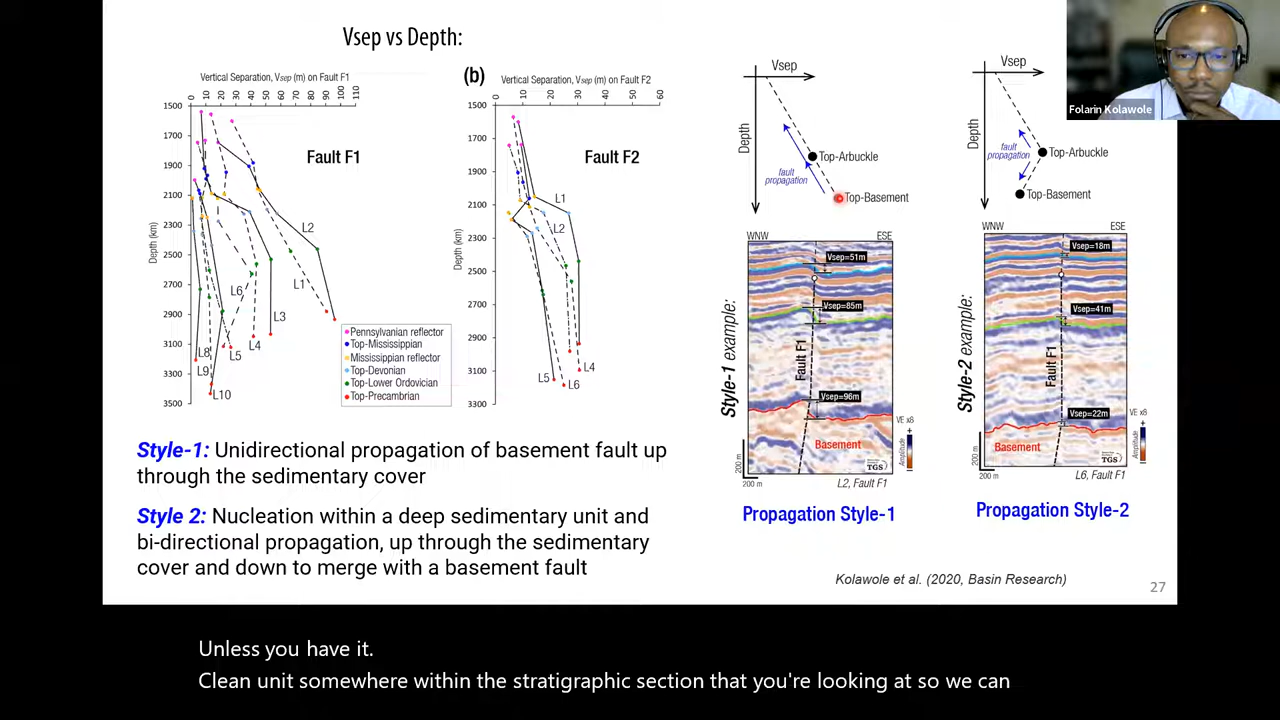 Vsep vs Depth:
Vertical Separation, Vsep (m) on Fault F1
0 10 20 30 40 50 60 70 80 90 100 110
1500
1700
1900
2100
2300
2500
2700
2900
3100
3300
3500
Depth (km)
Fault F1
L2
L1
L6
L3
L4
L5
L8
L9
L10
Pennsylvanian reflector
Top-Mississippian
Mississippian reflector
Top-Devonian
Top-Lower Ordovician
Top-Precambrian
(b)
Vertical Separation, Vsep (m) on Fault F2
0 10 20 30 40 50 60
1500
1700
1900
2100
2300
2500
2700
2900
3100
3300
Depth (km)
Fault F2
L1
L2
L4
L5
L6
Style-1: Unidirectional propagation of basement fault up
through the sedimentary cover
Style 2: Nucleation within a deep sedimentary unit and
bi-directional propagation, up through the sedimentary
cover and down to merge with a basement fault
Vsep
Depth
Top-Arbuckle
fault
propagation
Top-Basement
WNW
ESE
Vsep=51m
Vsep=85m
Fault F1
Vsep=96m
Basement
VE x8
+
Amplitude
-
TGS
200 m
200 m
L2, Fault F1
Style-1 example:
Propagation Style-1
Vsep
Depth
Top-Arbuckle
fault
propagation
Top-Basement
WNW
ESE
Vsep=18m
Vsep=41m
Fault F1
Vsep=22m
Basement
VE x8
+
Amplitude
-
TGS
200 m
200 m
L6, Fault F1
Style-2 example:
Propagation Style-2
Kolawole et al. (2020, Basin Research)
27
Folarin Kolawole
Unless you have it.
Clean unit somewhere within the stratigraphic section that you're looking at so we can